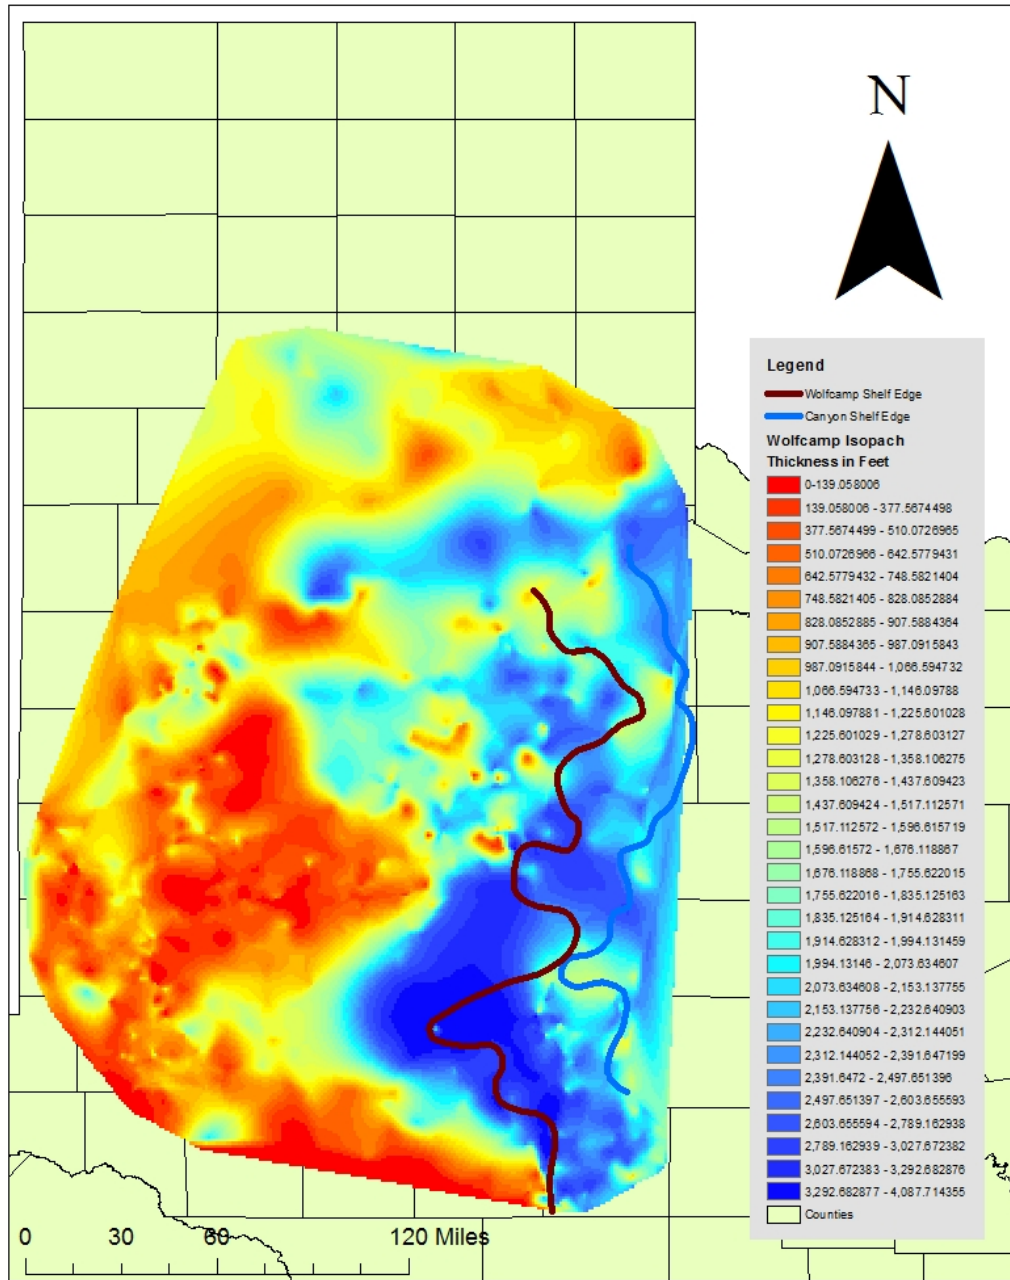 N
Legend
Wolfcamp Shelf Edge
Canyon Shelf Edge
Wolfcamp Isopach
Thickness in Feet
0-139.058006
139.058006 - 377.5674498
377.5674499 - 510.0726965
510.0726966 - 642.5779431
642.5779432 - 748.5821404
748.5821405 - 828.0852884
828.0852885 - 907.5884364
907.5884365 - 987.0915843
987.0915844 - 1,066.594732
1,066.594733 - 1,146.09788
1,146.097881 - 1,225.601028
1,225.601029 - 1,278.603127
1,278.603128 - 1,358.106275
1,358.106276 - 1,437.609423
1,437.609424 - 1,517.112571
1,517.112572 - 1,596.615719
1,596.61572 - 1,676.118867
1,676.118868 - 1,755.622015
1,755.622016 - 1,835.125163
1,835.125164 - 1,914.628311
1,914.628312 - 1,994.131459
1,994.13146 - 2,073.634607
2,073.634608 - 2,153.137755
2,153.137756 - 2,232.640903
2,232.640904 - 2,312.144051
2,312.144052 - 2,391.647199
2,391.6472 - 2,497.651396
2,497.651397 - 2,603.655593
2,603.655594 - 2,789.162938
2,789.162939 - 3,027.672382
3,027.672383 - 3,292.682876
3,292.682877 - 4,087.714355
Counties
0 30 60 120 Miles